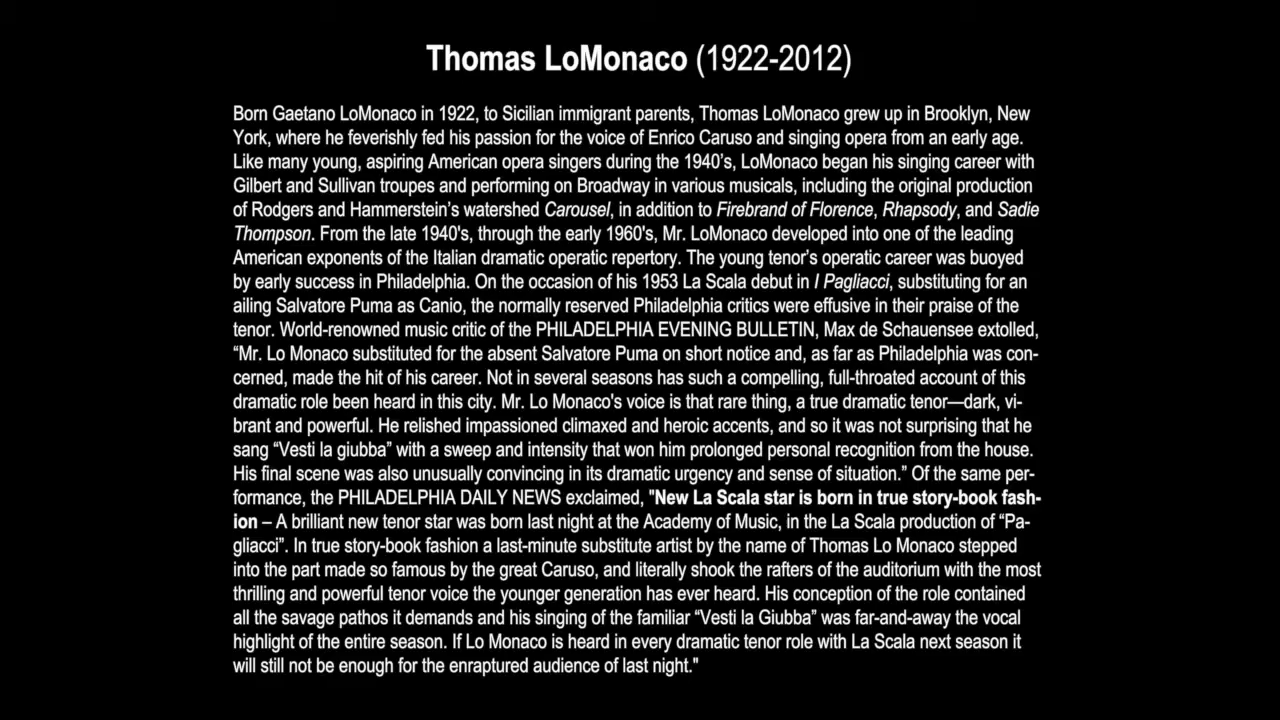 Thomas LoMonaco (1922-2012)
Born Gaetano LoMonaco in 1922, to Sicilian immigrant parents, Thomas LoMonaco grew up in Brooklyn, New
York, where he feverishly fed his passion for the voice of Enrico Caruso and singing opera from an early age.
Like many young, aspiring American opera singers during the 1940’s, LoMonaco began his singing career with
Gilbert and Sullivan troupes and performing on Broadway in various musicals, including the original production
of Rodgers and Hammerstein’s watershed Carousel, in addition to Firebrand of Florence, Rhapsody, and Sadie
Thompson. From the late 1940's, through the early 1960's, Mr. LoMonaco developed into one of the leading
American exponents of the Italian dramatic operatic repertory. The young tenor's operatic career was buoyed
by early success in Philadelphia. On the occasion of his 1953 La Scala debut in I Pagliacci, substituting for an
ailing Salvatore Puma as Canio, the normally reserved Philadelphia critics were effusive in their praise of the
tenor. World-renowned music critic of the PHILADELPHIA EVENING BULLETIN, Max de Schauensee extolled,
“Mr. Lo Monaco substituted for the absent Salvatore Puma on short notice and, as far as Philadelphia was con-
cerned, made the hit of his career. Not in several seasons has such a compelling, full-throated account of this
dramatic role been heard in this city. Mr. Lo Monaco's voice is that rare thing, a true dramatic tenor—dark, vi-
brant and powerful. He relished impassioned climaxed and heroic accents, and so it was not surprising that he
sang “Vesti la giubba” with a sweep and intensity that won him prolonged personal recognition from the house.
His final scene was also unusually convincing in its dramatic urgency and sense of situation.” Of the same per-
formance, the PHILADELPHIA DAILY NEWS exclaimed, "New La Scala star is born in true story-book fash-
ion – A brilliant new tenor star was born last night at the Academy of Music, in the La Scala production of “Pa-
gliacci”. In true story-book fashion a last-minute substitute artist by the name of Thomas Lo Monaco stepped
into the part made so famous by the great Caruso, and literally shook the rafters of the auditorium with the most
thrilling and powerful tenor voice the younger generation has ever heard. His conception of the role contained
all the savage pathos it demands and his singing of the familiar “Vesti la Giubba” was far-and-away the vocal
highlight of the entire season. If Lo Monaco is heard in every dramatic tenor role with La Scala next season it
will still not be enough for the enraptured audience of last night."